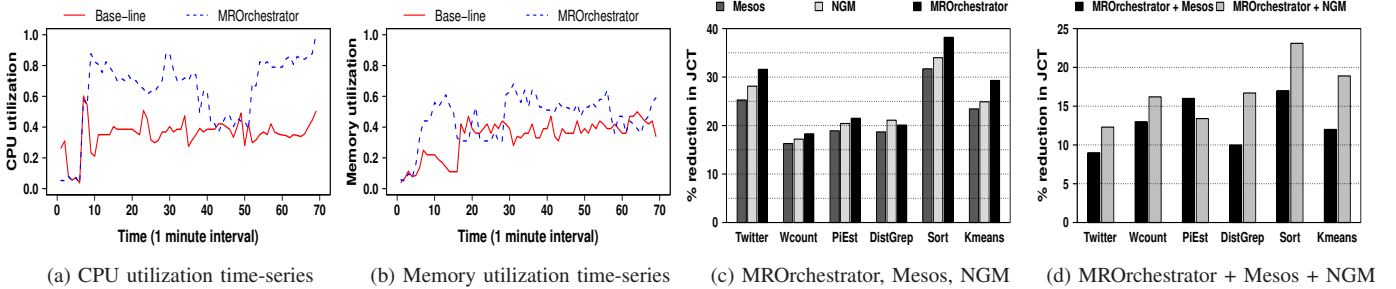 Base-line MROrchestrator
CPU utilization
1.0
0.8
0.6
0.4
0.2
0.0
0 10 20 30 40 50 60 70
Time (1 minute interval)
(a) CPU utilization time-series
Base-line MROrchestrator
Memory utilization
1.0
0.8
0.6
0.4
0.2
0.0
0 10 20 30 40 50 60 70
Time (1 minute interval)
(b) Memory utilization time-series
Mesos NGM MROrchestrator
% reduction in JCT
40
30
20
10
0
Twitter Wcount PiEst DistGrep Sort Kmeans
(c) MROrchestrator, Mesos, NGM
MROrchestrator + Mesos MROrchestrator + NGM
% reduction in JCT
25
20
15
10
5
0
Twitter Wcount PiEst DistGrep Sort Kmeans
(d) MROrchestrator + Mesos + NGM